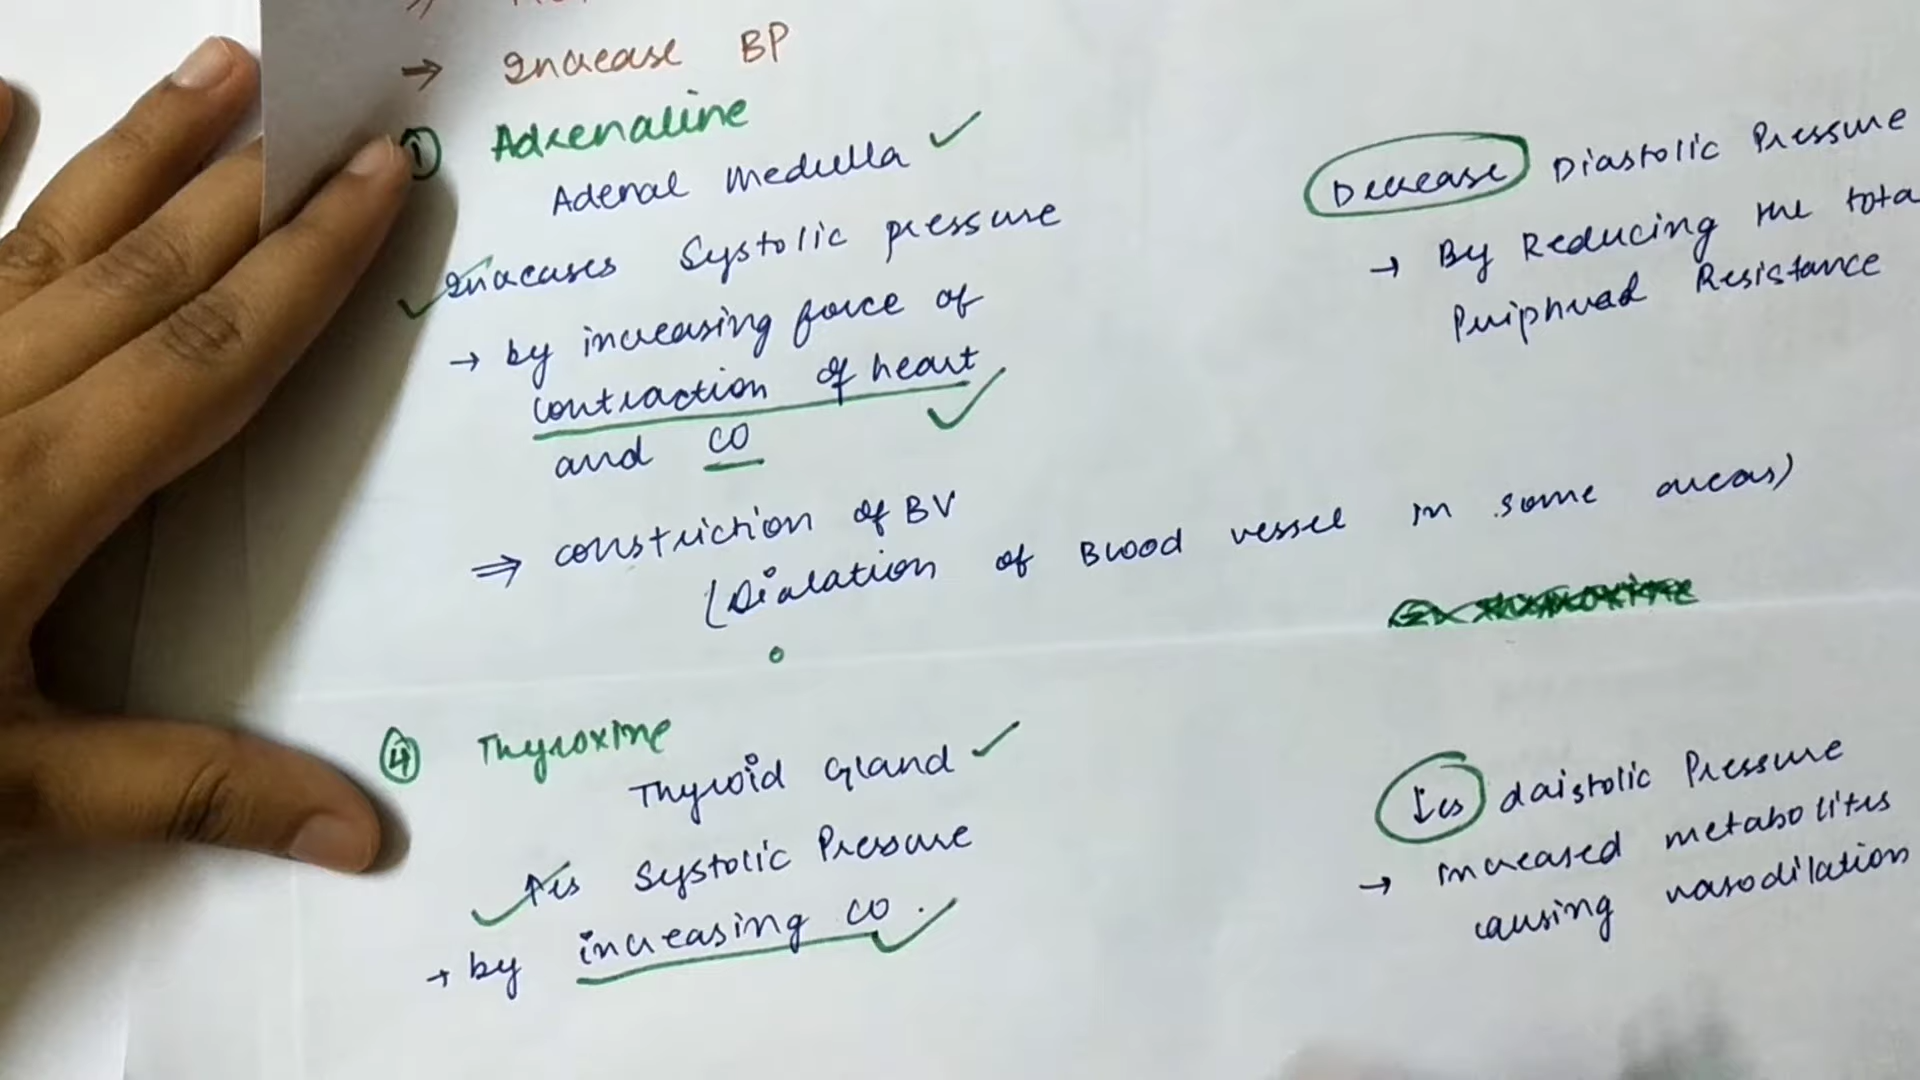 → Increase BP
① Adrenaline
Aderal Medulla ✓
Increases Systolic pressure
→ by increasing force of
contraction of heart
and CO
⇒ constriction of BV
(Dialation of Blood vessel in some areas)
Decrease Diastolic Pressure
→ By Reducing the tota
Peripheral Resistance
④ Thyroxine
Thyroid Gland ✓
↑es Systolic Pressure
→ by increasing CO.
↓es daistolic Pressure
→ increased metabolites
causing vasodilation